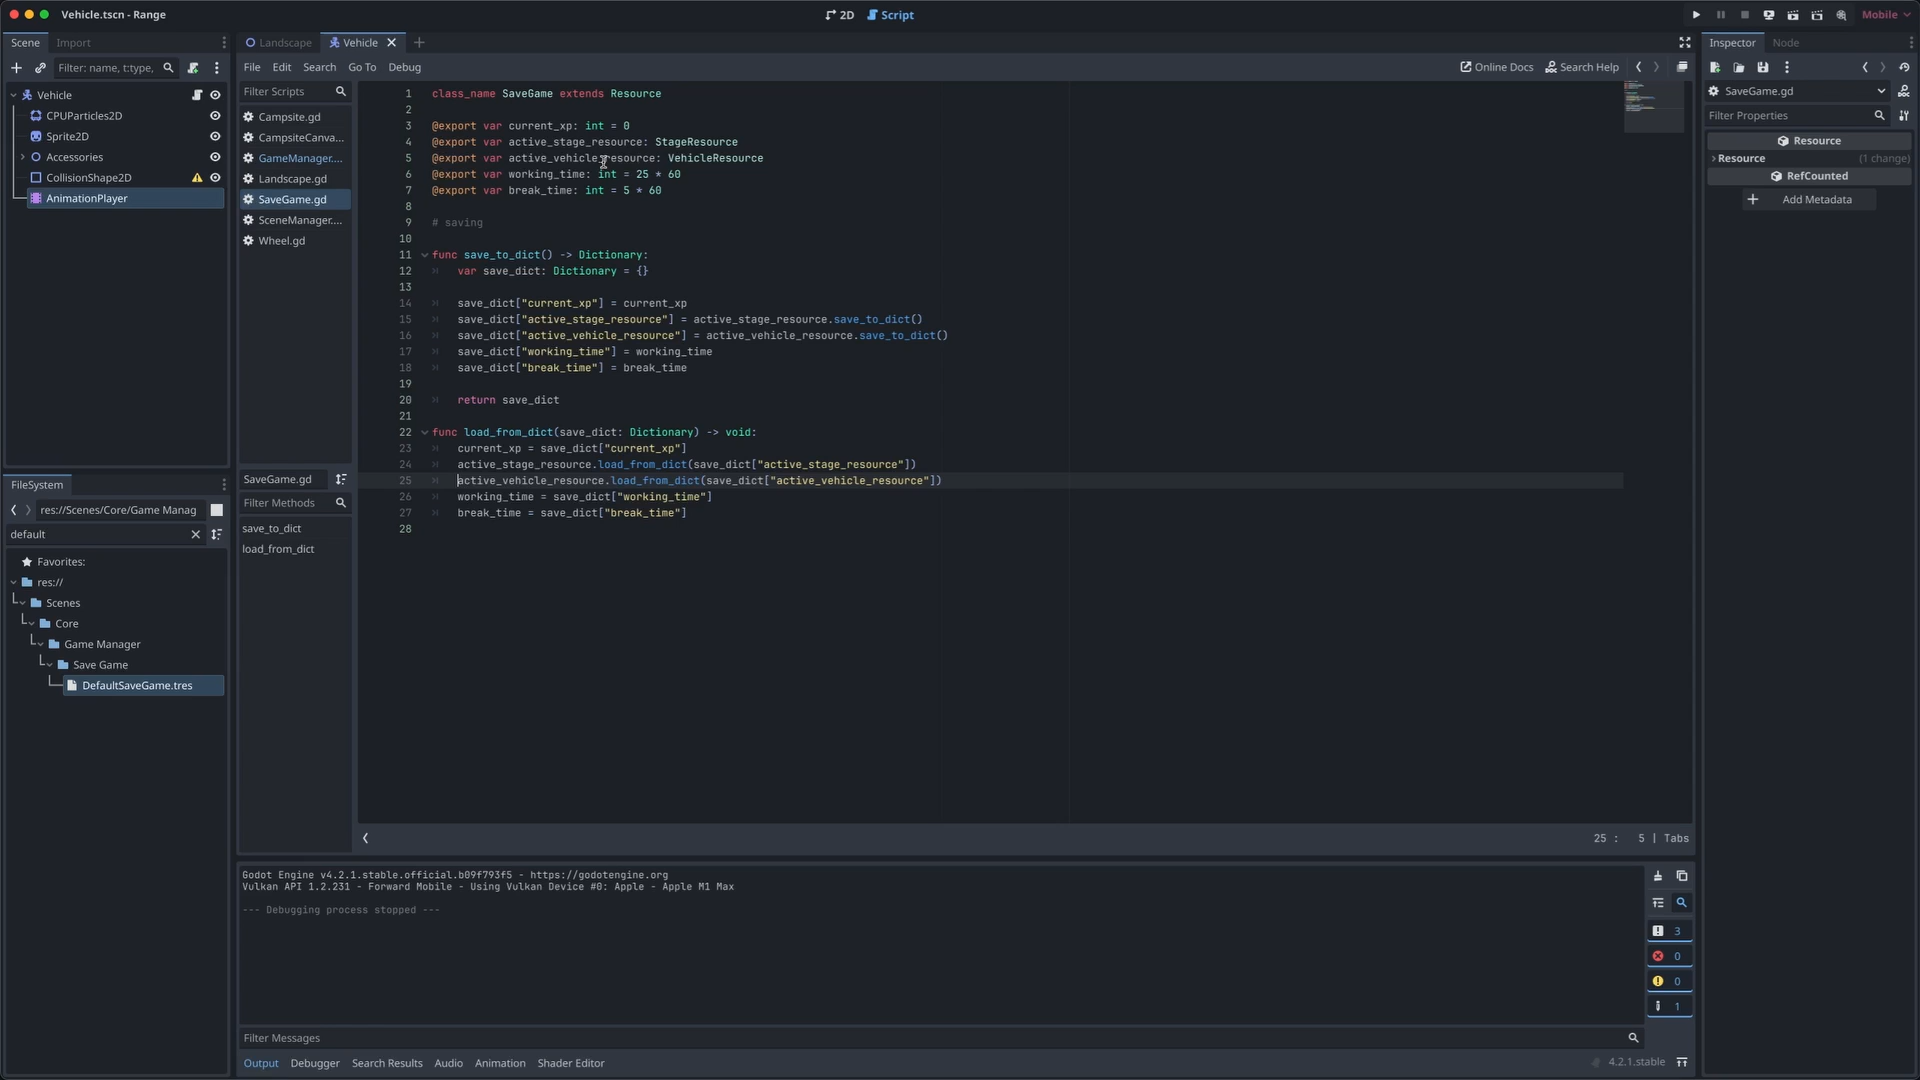 Vehicle.tscn - Range
2D
Script
Mobile
Scene
Import
Filter: name, t:type,
Vehicle
CPUParticles2D
Sprite2D
Accessories
CollisionShape2D
AnimationPlayer
FileSystem
res://Scenes/Core/Game Manag
default
Favorites:
res://
Scenes
Core
Game Manager
Save Game
DefaultSaveGame.tres
Landscape
Vehicle
File Edit Search Go To Debug
Online Docs
Search Help
Filter Scripts
Campsite.gd
CampsiteCanva...
GameManager....
Landscape.gd
SaveGame.gd
SceneManager....
Wheel.gd
SaveGame.gd
Filter Methods
save_to_dict
load_from_dict
1 class_name SaveGame extends Resource
2
3 @export var current_xp: int = 0
4 @export var active_stage_resource: StageResource
5 @export var active_vehicle_resource: VehicleResource
6 @export var working_time: int = 25 * 60
7 @export var break_time: int = 5 * 60
8
9 # saving
10
11 func save_to_dict() -> Dictionary:
12 var save_dict: Dictionary = {}
13
14 save_dict["current_xp"] = current_xp
15 save_dict["active_stage_resource"] = active_stage_resource.save_to_dict()
16 save_dict["active_vehicle_resource"] = active_vehicle_resource.save_to_dict()
17 save_dict["working_time"] = working_time
18 save_dict["break_time"] = break_time
19
20 return save_dict
21
22 func load_from_dict(save_dict: Dictionary) -> void:
23 current_xp = save_dict["current_xp"]
24 active_stage_resource.load_from_dict(save_dict["active_stage_resource"])
25 active_vehicle_resource.load_from_dict(save_dict["active_vehicle_resource"])
26 working_time = save_dict["working_time"]
27 break_time = save_dict["break_time"]
28
25 : 5 | Tabs
Godot Engine v4.2.1.stable.official.b09f793f5 - https://godotengine.org
Vulkan API 1.2.231 - Forward Mobile - Using Vulkan Device #0: Apple - Apple M1 Max
--- Debugging process stopped ---
3
0
0
1
Filter Messages
Output Debugger Search Results Audio Animation Shader Editor
4.2.1.stable
Inspector
Node
SaveGame.gd
Filter Properties
Resource
Resource (1 change)
RefCounted
Add Metadata